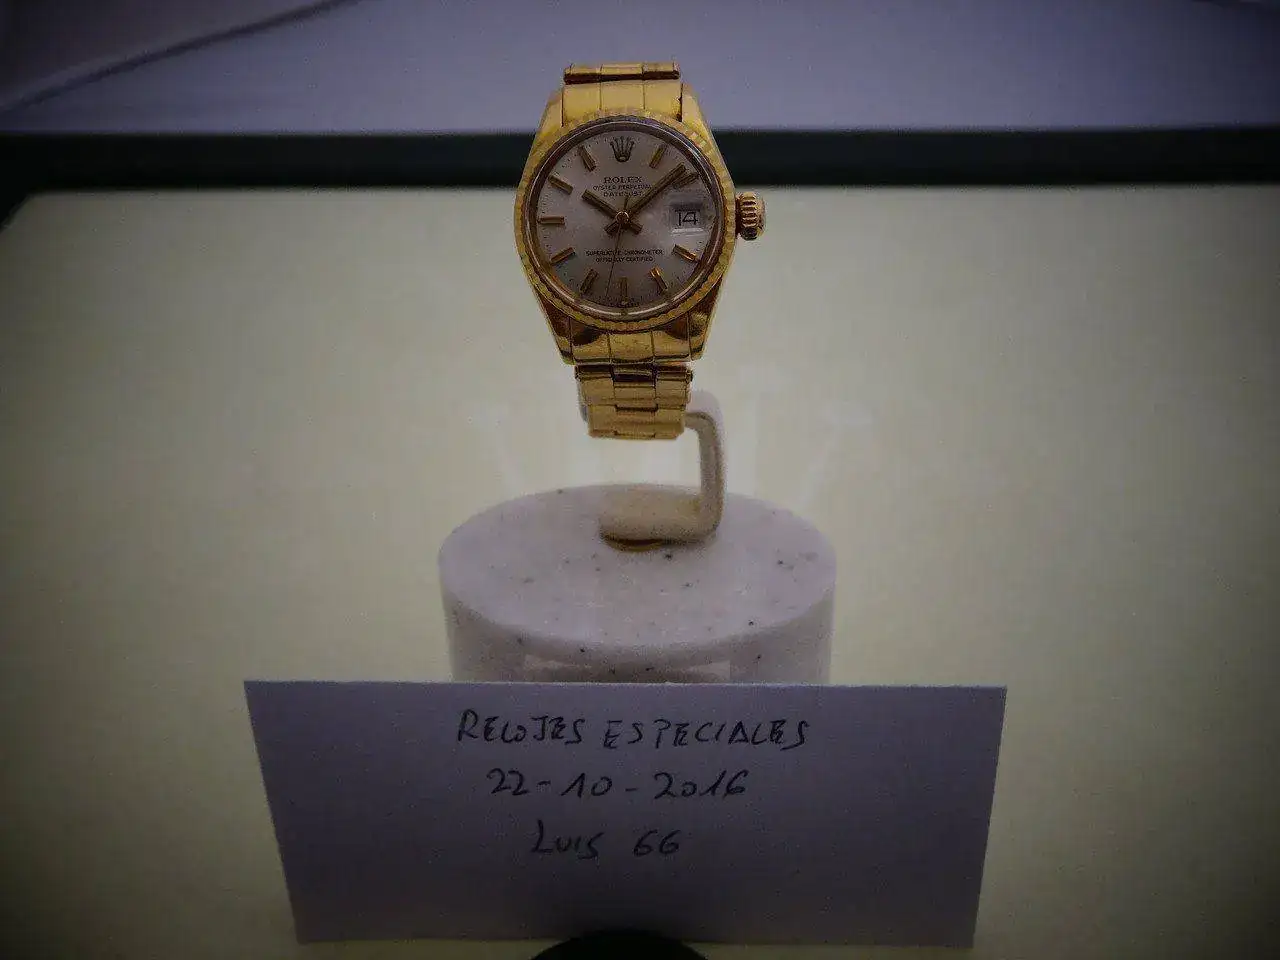 ROLEX
OYSTER PERPETUAL
DATEJUST
14
SUPERLATIVE CHRONOMETER
OFFICIALLY CERTIFIED
RELOJES ESPECIALES
22-10-2016
LUIS 66